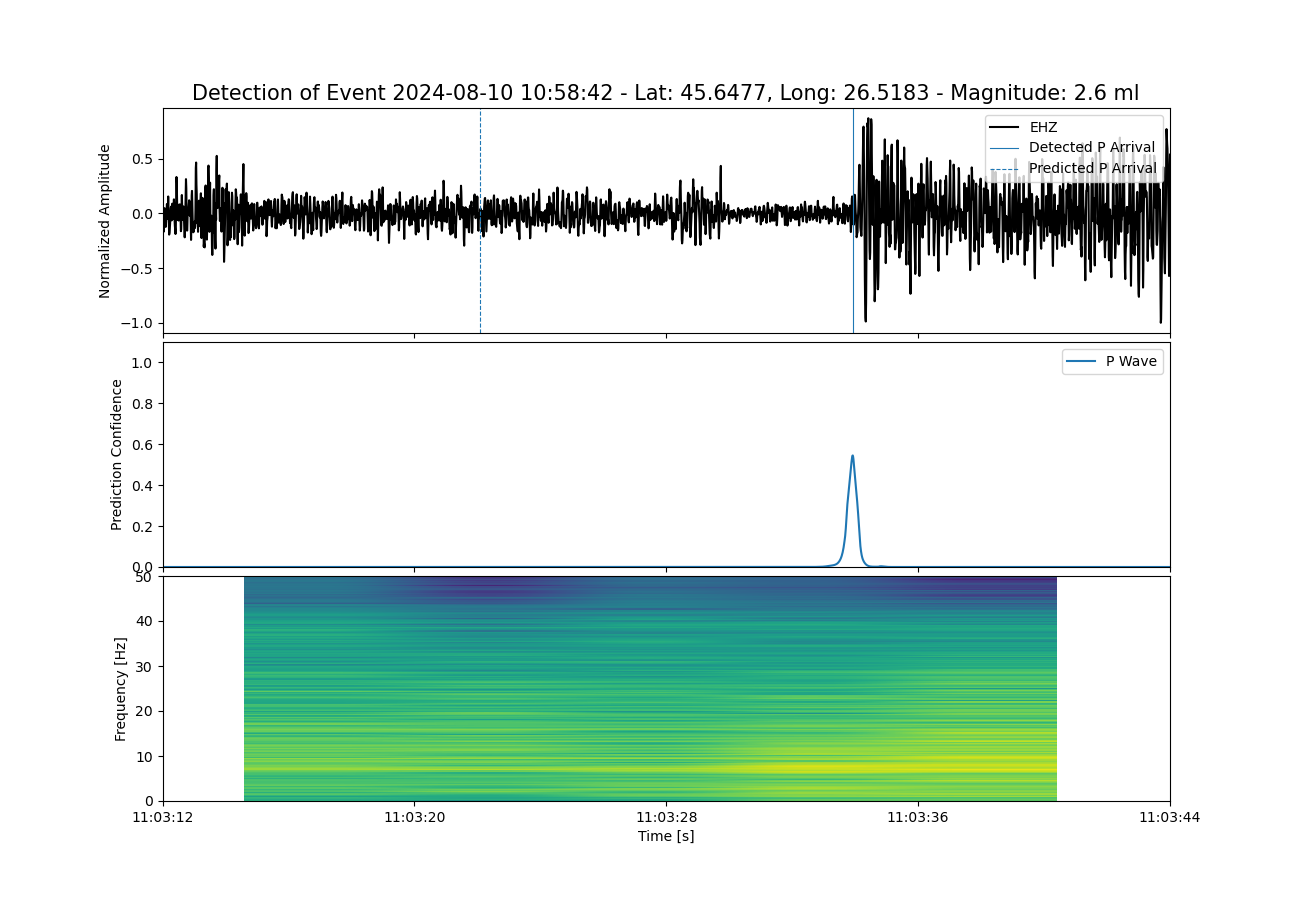 Detection of Event 2024-08-10 10:58:42 - Lat: 45.6477, Long: 26.5183 - Magnitude: 2.6 ml
Normalized Amplitude
0.5
0.0
−0.5
−1.0
EHZ
Detected P Arrival
Predicted P Arrival
Prediction Confidence
1.0
0.8
0.6
0.4
0.2
0.0
P Wave
Frequency [Hz]
50
40
30
20
10
0
11:03:12 11:03:20 11:03:28 11:03:36 11:03:44
Time [s]